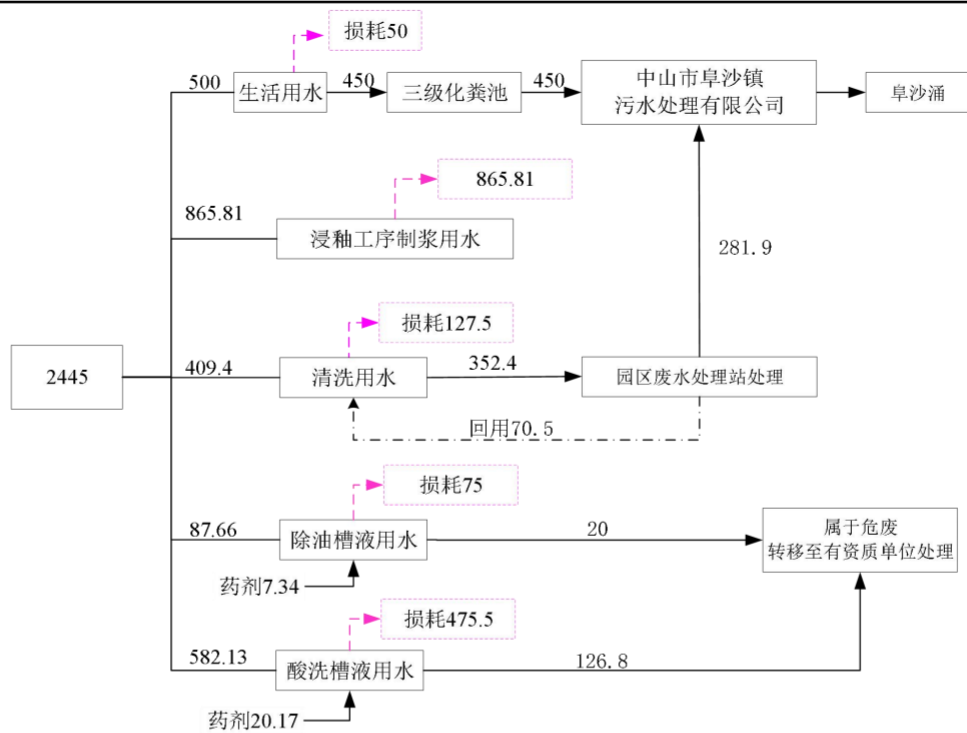 损耗50
500
生活用水
450
三级化粪池
450
中山市阜沙镇
污水处理有限公司
阜沙涌
865.81
865.81
浸釉工序制浆用水
281.9
损耗127.5
2445
409.4
清洗用水
352.4
园区废水处理站处理
回用70.5
损耗75
87.66
除油槽液用水
20
属于危废
转移至有资质单位处理
药剂7.34
损耗475.5
582.13
酸洗槽液用水
126.8
药剂20.17